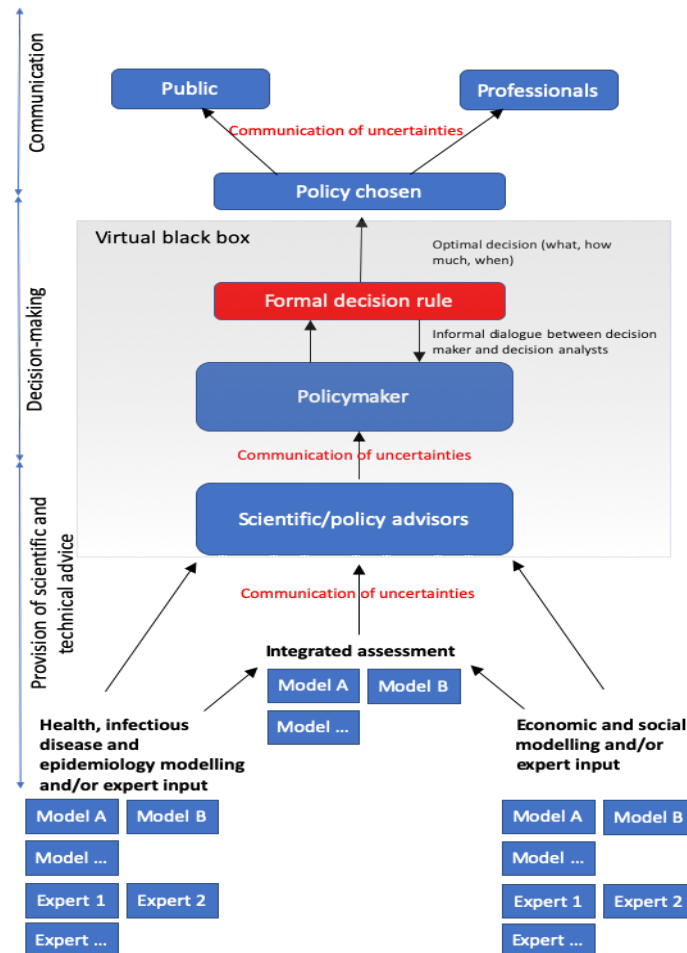 Communication
Public
Professionals
Communication of uncertainties
Policy chosen
Decision-making
Virtual black box
Optimal decision (what, how
much, when)
Formal decision rule
Informal dialogue between decision
maker and decision analysts
Policymaker
Communication of uncertainties
Provision of scientific and
technical advice
Scientific/policy advisors
Communication of uncertainties
Integrated assessment
Model A
Model B
Model ...
Health, infectious
disease and
epidemiology modelling
and/or expert input
Model A
Model B
Model ...
Expert 1
Expert 2
Expert ...
Economic and social
modelling and/or
expert input
Model A
Model B
Model ...
Expert 1
Expert 2
Expert ...